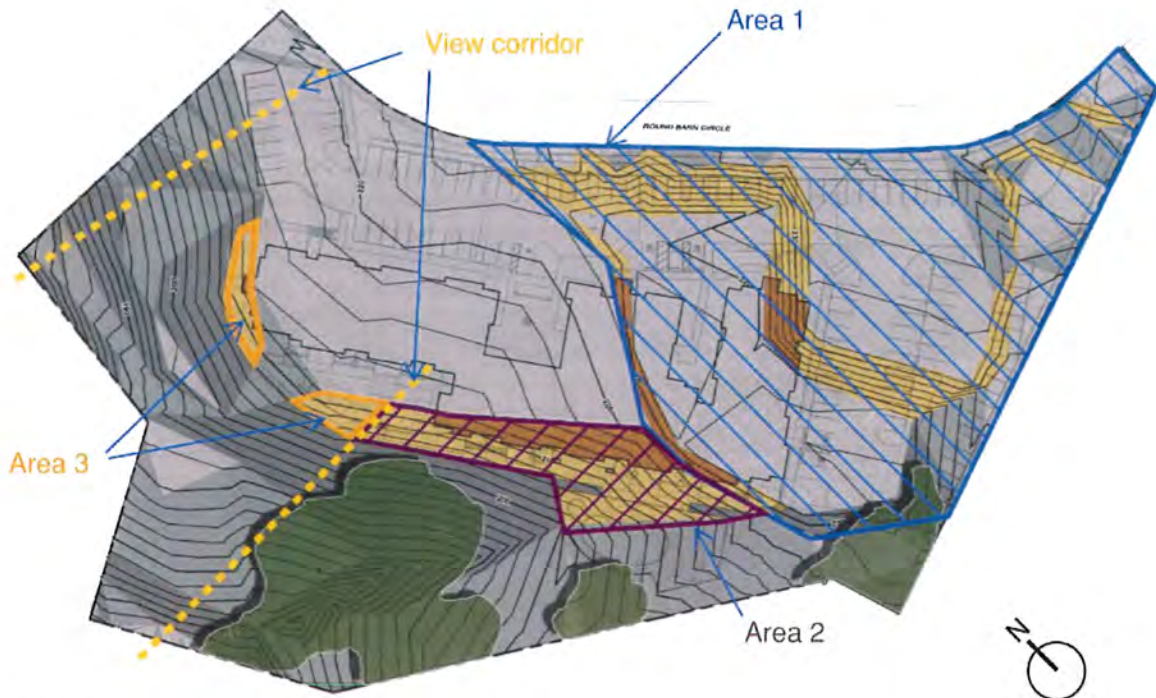 Area 1
View corridor
ROUND BARN CIRCLE
Area 3
Area 2
N